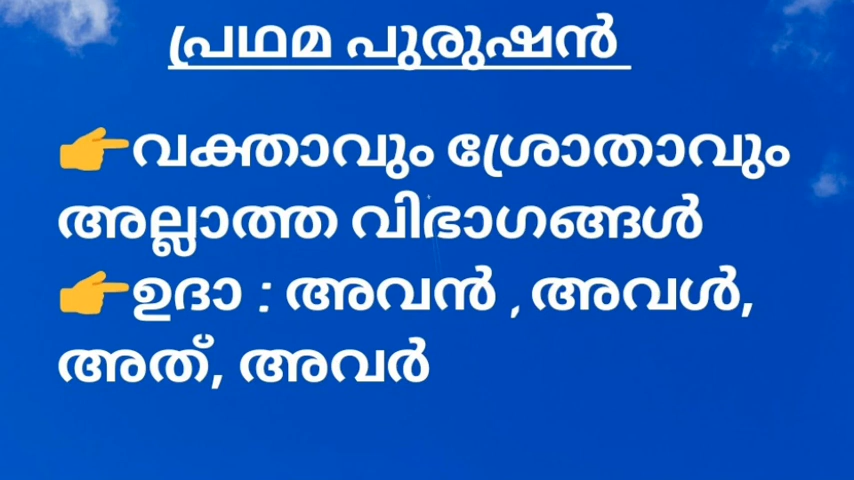 പ്രഥമ പുരുഷൻ
👉വക്താവും ശ്രോതാവും
അല്ലാത്ത വിഭാഗങ്ങൾ
👉ഉദാ : അവൻ , അവൾ,
അത്, അവർ